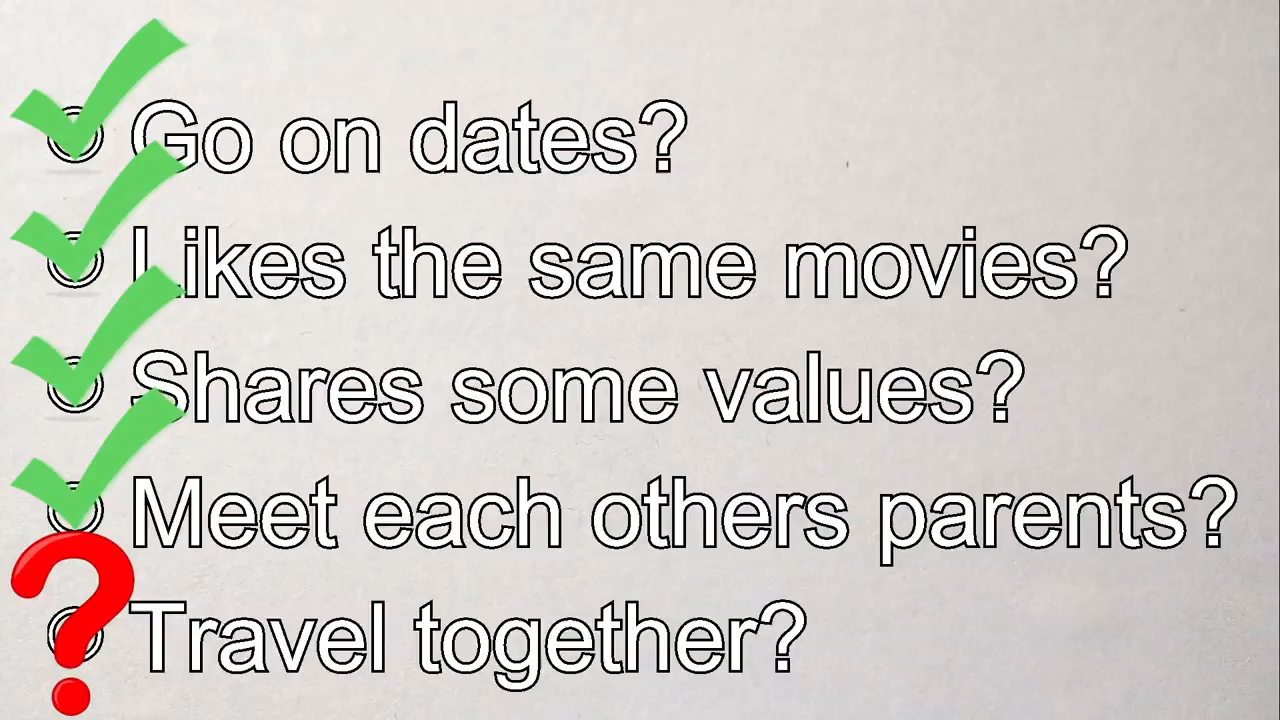 Go on dates?
Likes the same movies?
Shares some values?
Meet each others parents?
Travel together?